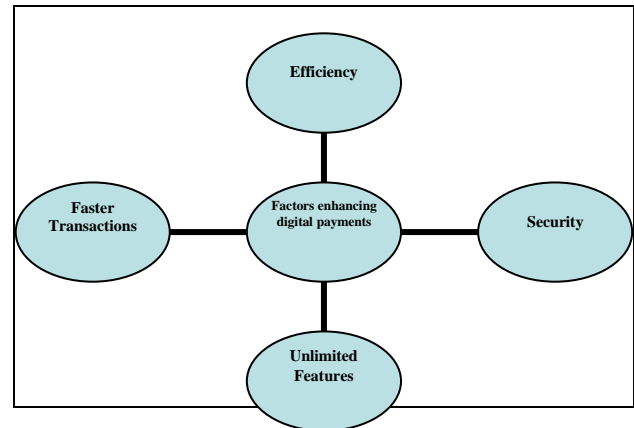 Efficiency
Faster
Transactions
Factors enhancing
digital payments
Security
Unlimited
Features